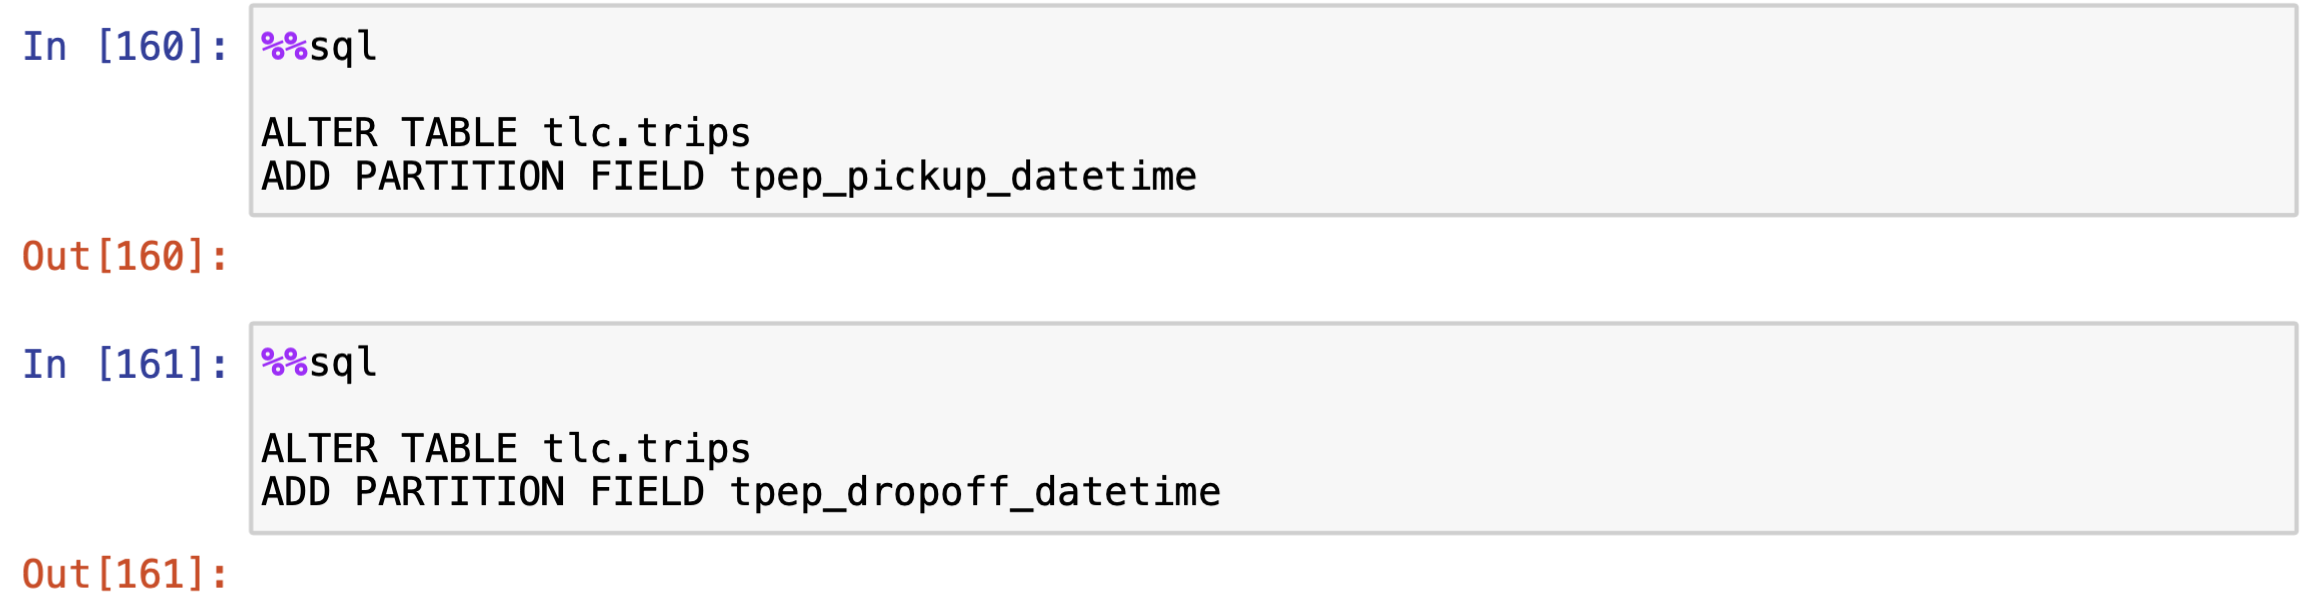 In [160]: %%sql
ALTER TABLE tlc.trips
ADD PARTITION FIELD tpep_pickup_datetime
Out[160]:
In [161]: %%sql
ALTER TABLE tlc.trips
ADD PARTITION FIELD tpep_dropoff_datetime
Out[161]: